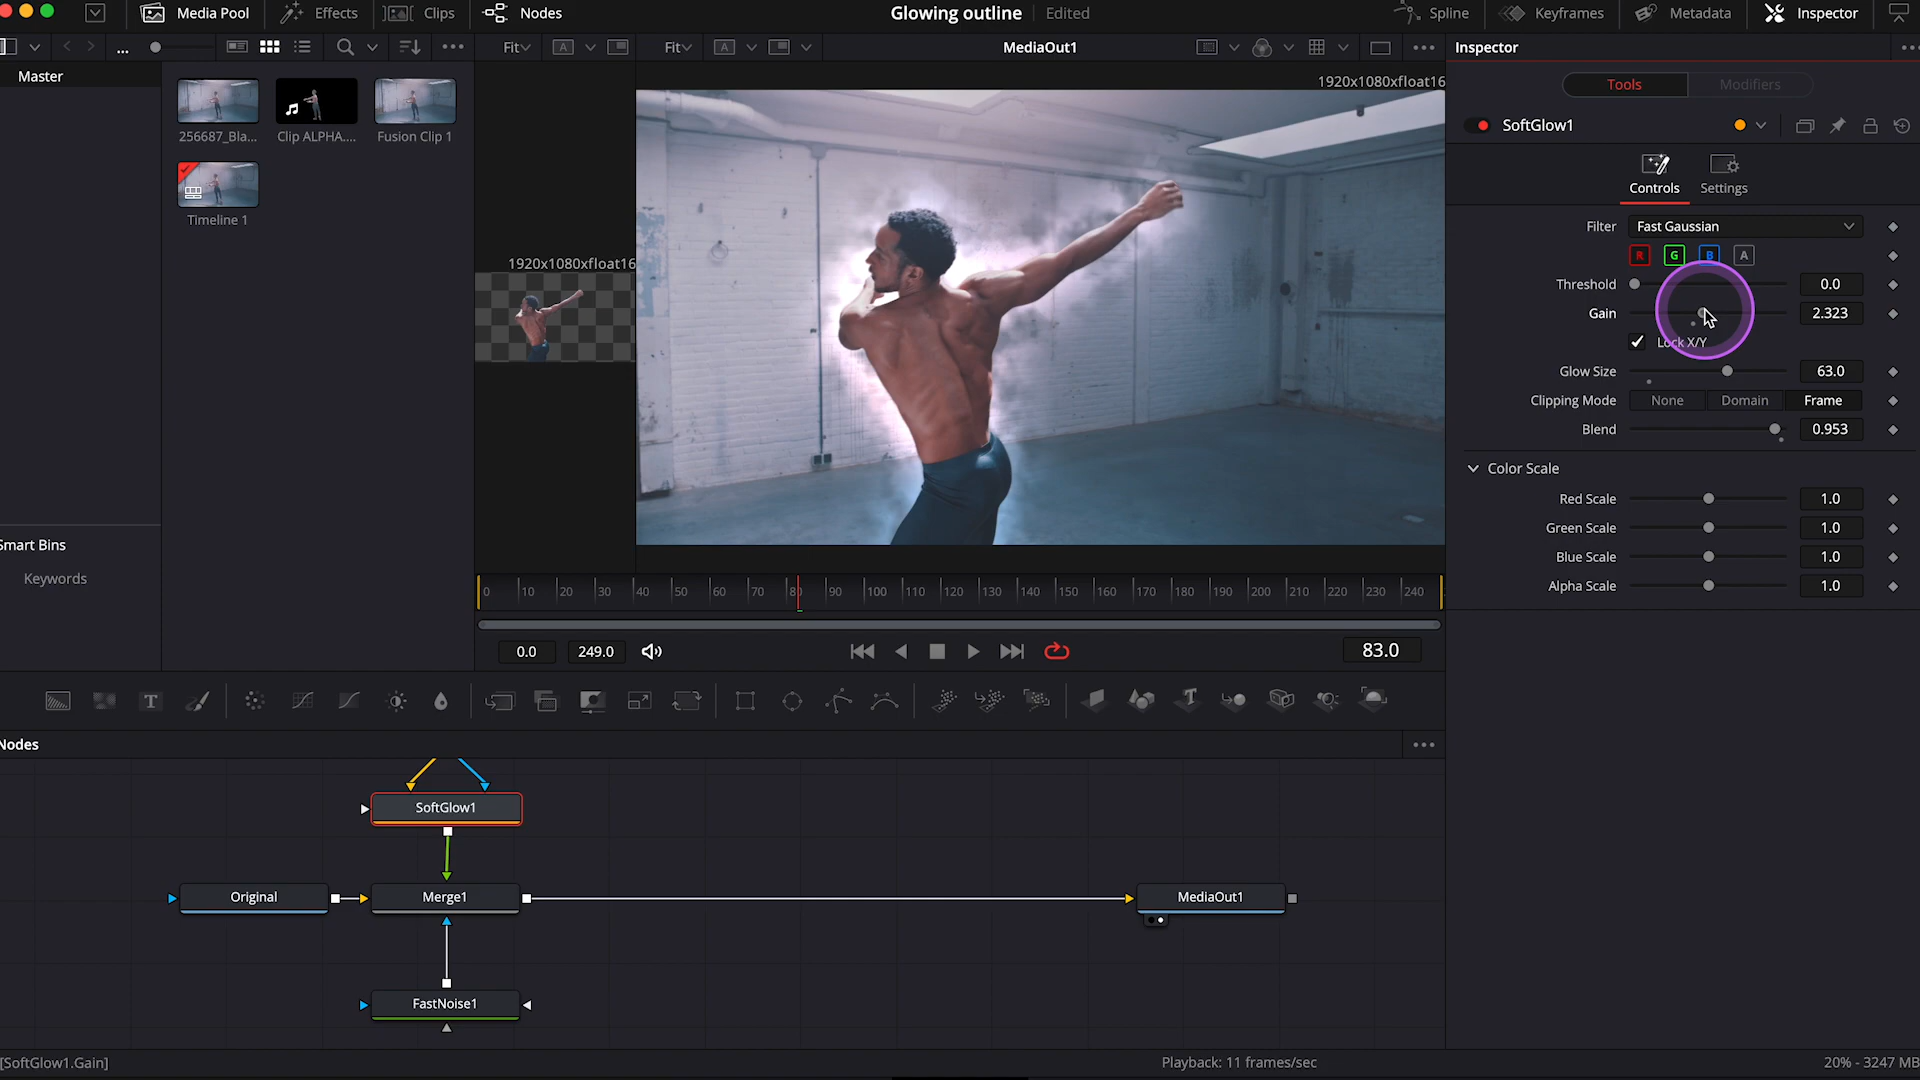 Media Pool
Effects
Clips
Nodes
Glowing outline
Edited
Spline
Keyframes
Metadata
Inspector
...
Fit
A
Fit
A
MediaOut1
Inspector
Master
256687_Bla...
Clip ALPHA....
Fusion Clip 1
Timeline 1
Smart Bins
Keywords
1920x1080xfloat16
1920x1080xfloat16
Tools
Modifiers
SoftGlow1
Controls
Settings
Filter
Fast Gaussian
R
G
B
A
Threshold
0.0
Gain
2.323
Lock X/Y
Glow Size
63.0
Clipping Mode
None
Domain
Frame
Blend
0.953
Color Scale
Red Scale
1.0
Green Scale
1.0
Blue Scale
1.0
Alpha Scale
1.0
0 10 20 30 40 50 60 70 80 90 100 110 120 130 140 150 160 170 180 190 200 210 220 230 240
0.0
249.0
83.0
T
T
Nodes
SoftGlow1
Original
Merge1
MediaOut1
FastNoise1
[SoftGlow1.Gain]
Playback: 11 frames/sec
20% - 3247 MB